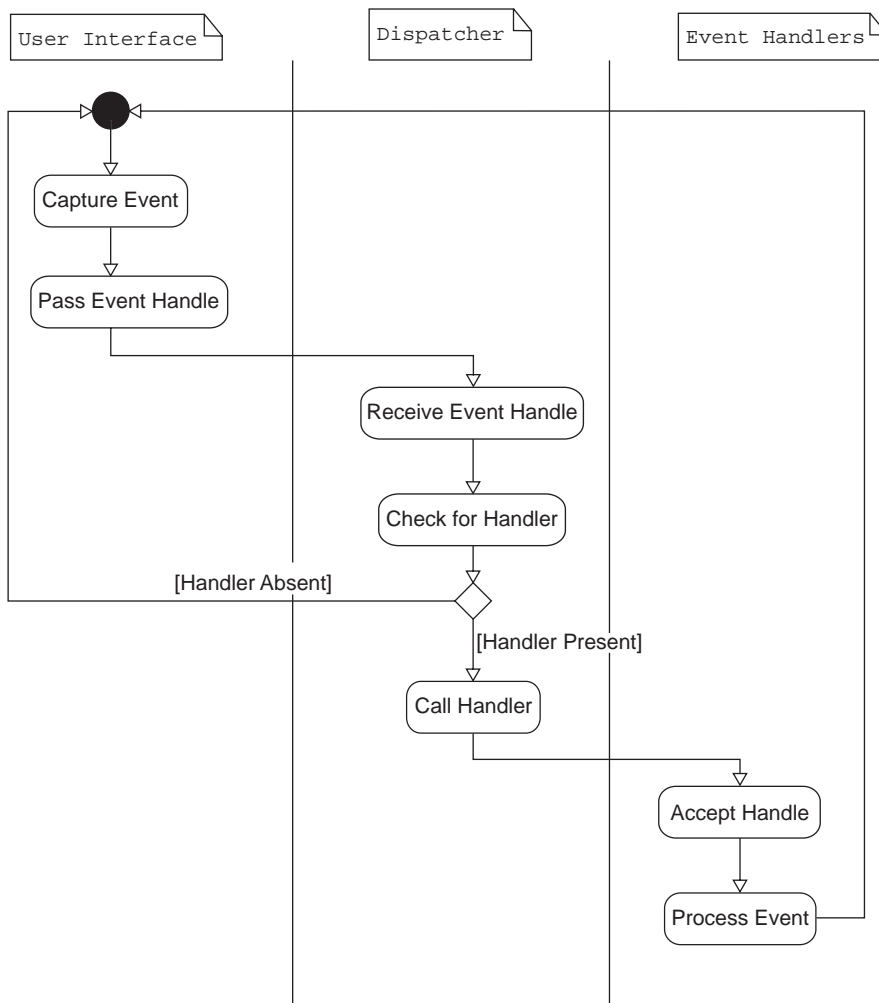 User Interface
Dispatcher
Event Handlers
Capture Event
Pass Event Handle
Receive Event Handle
Check for Handler
[Handler Absent]
[Handler Present]
Call Handler
Accept Handle
Process Event